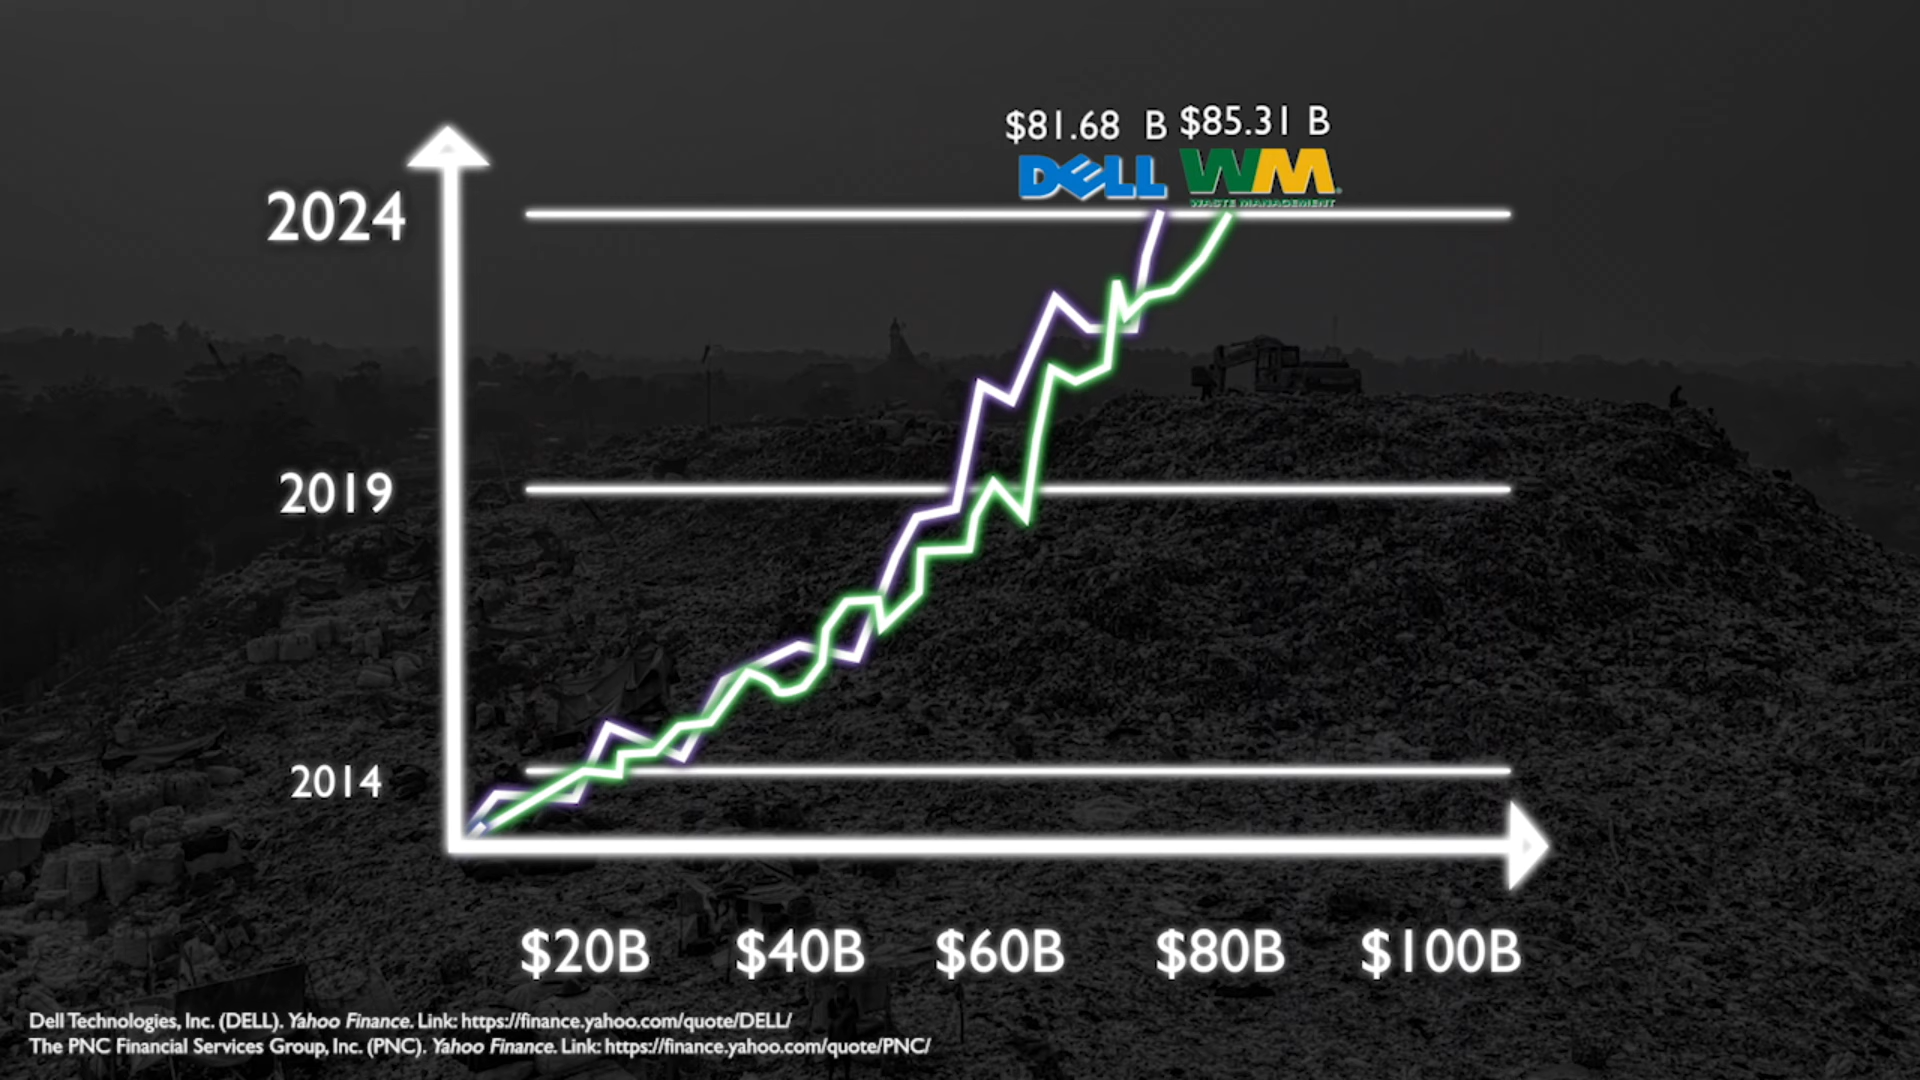 $81.68 B $85.31 B
DELL WM
WASTE MANAGEMENT
2024
2019
2014
$20B $40B $60B $80B $100B
Dell Technologies, Inc. (DELL). Yahoo Finance. Link: https://finance.yahoo.com/quote/DELL/
The PNC Financial Services Group, Inc. (PNC). Yahoo Finance. Link: https://finance.yahoo.com/quote/PNC/